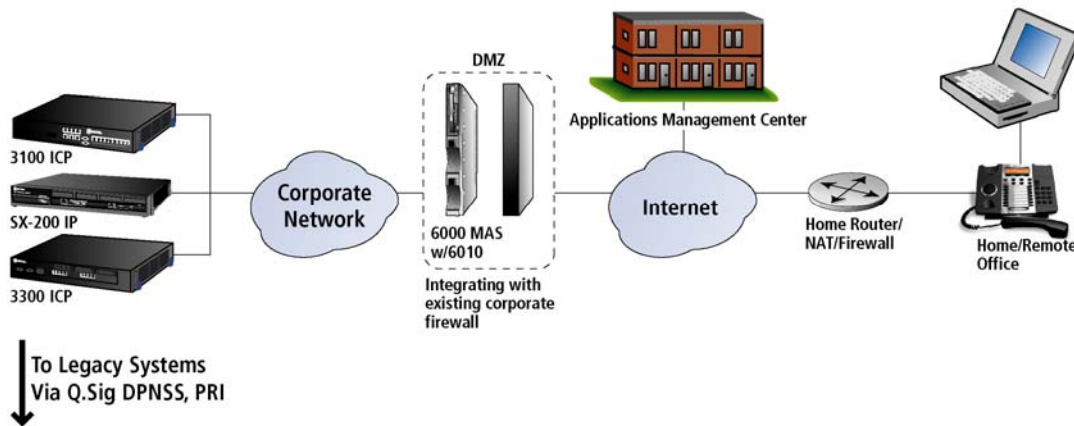 DMZ
Applications Management Center
3100 ICP
SX-200 IP
3300 ICP
Corporate
Network
6000 MAS
w/6010
Integrating with
existing corporate
firewall
Internet
Home Router/
NAT/Firewall
Home/Remote
Office
To Legacy Systems
Via Q.Sig DPNSS, PRI